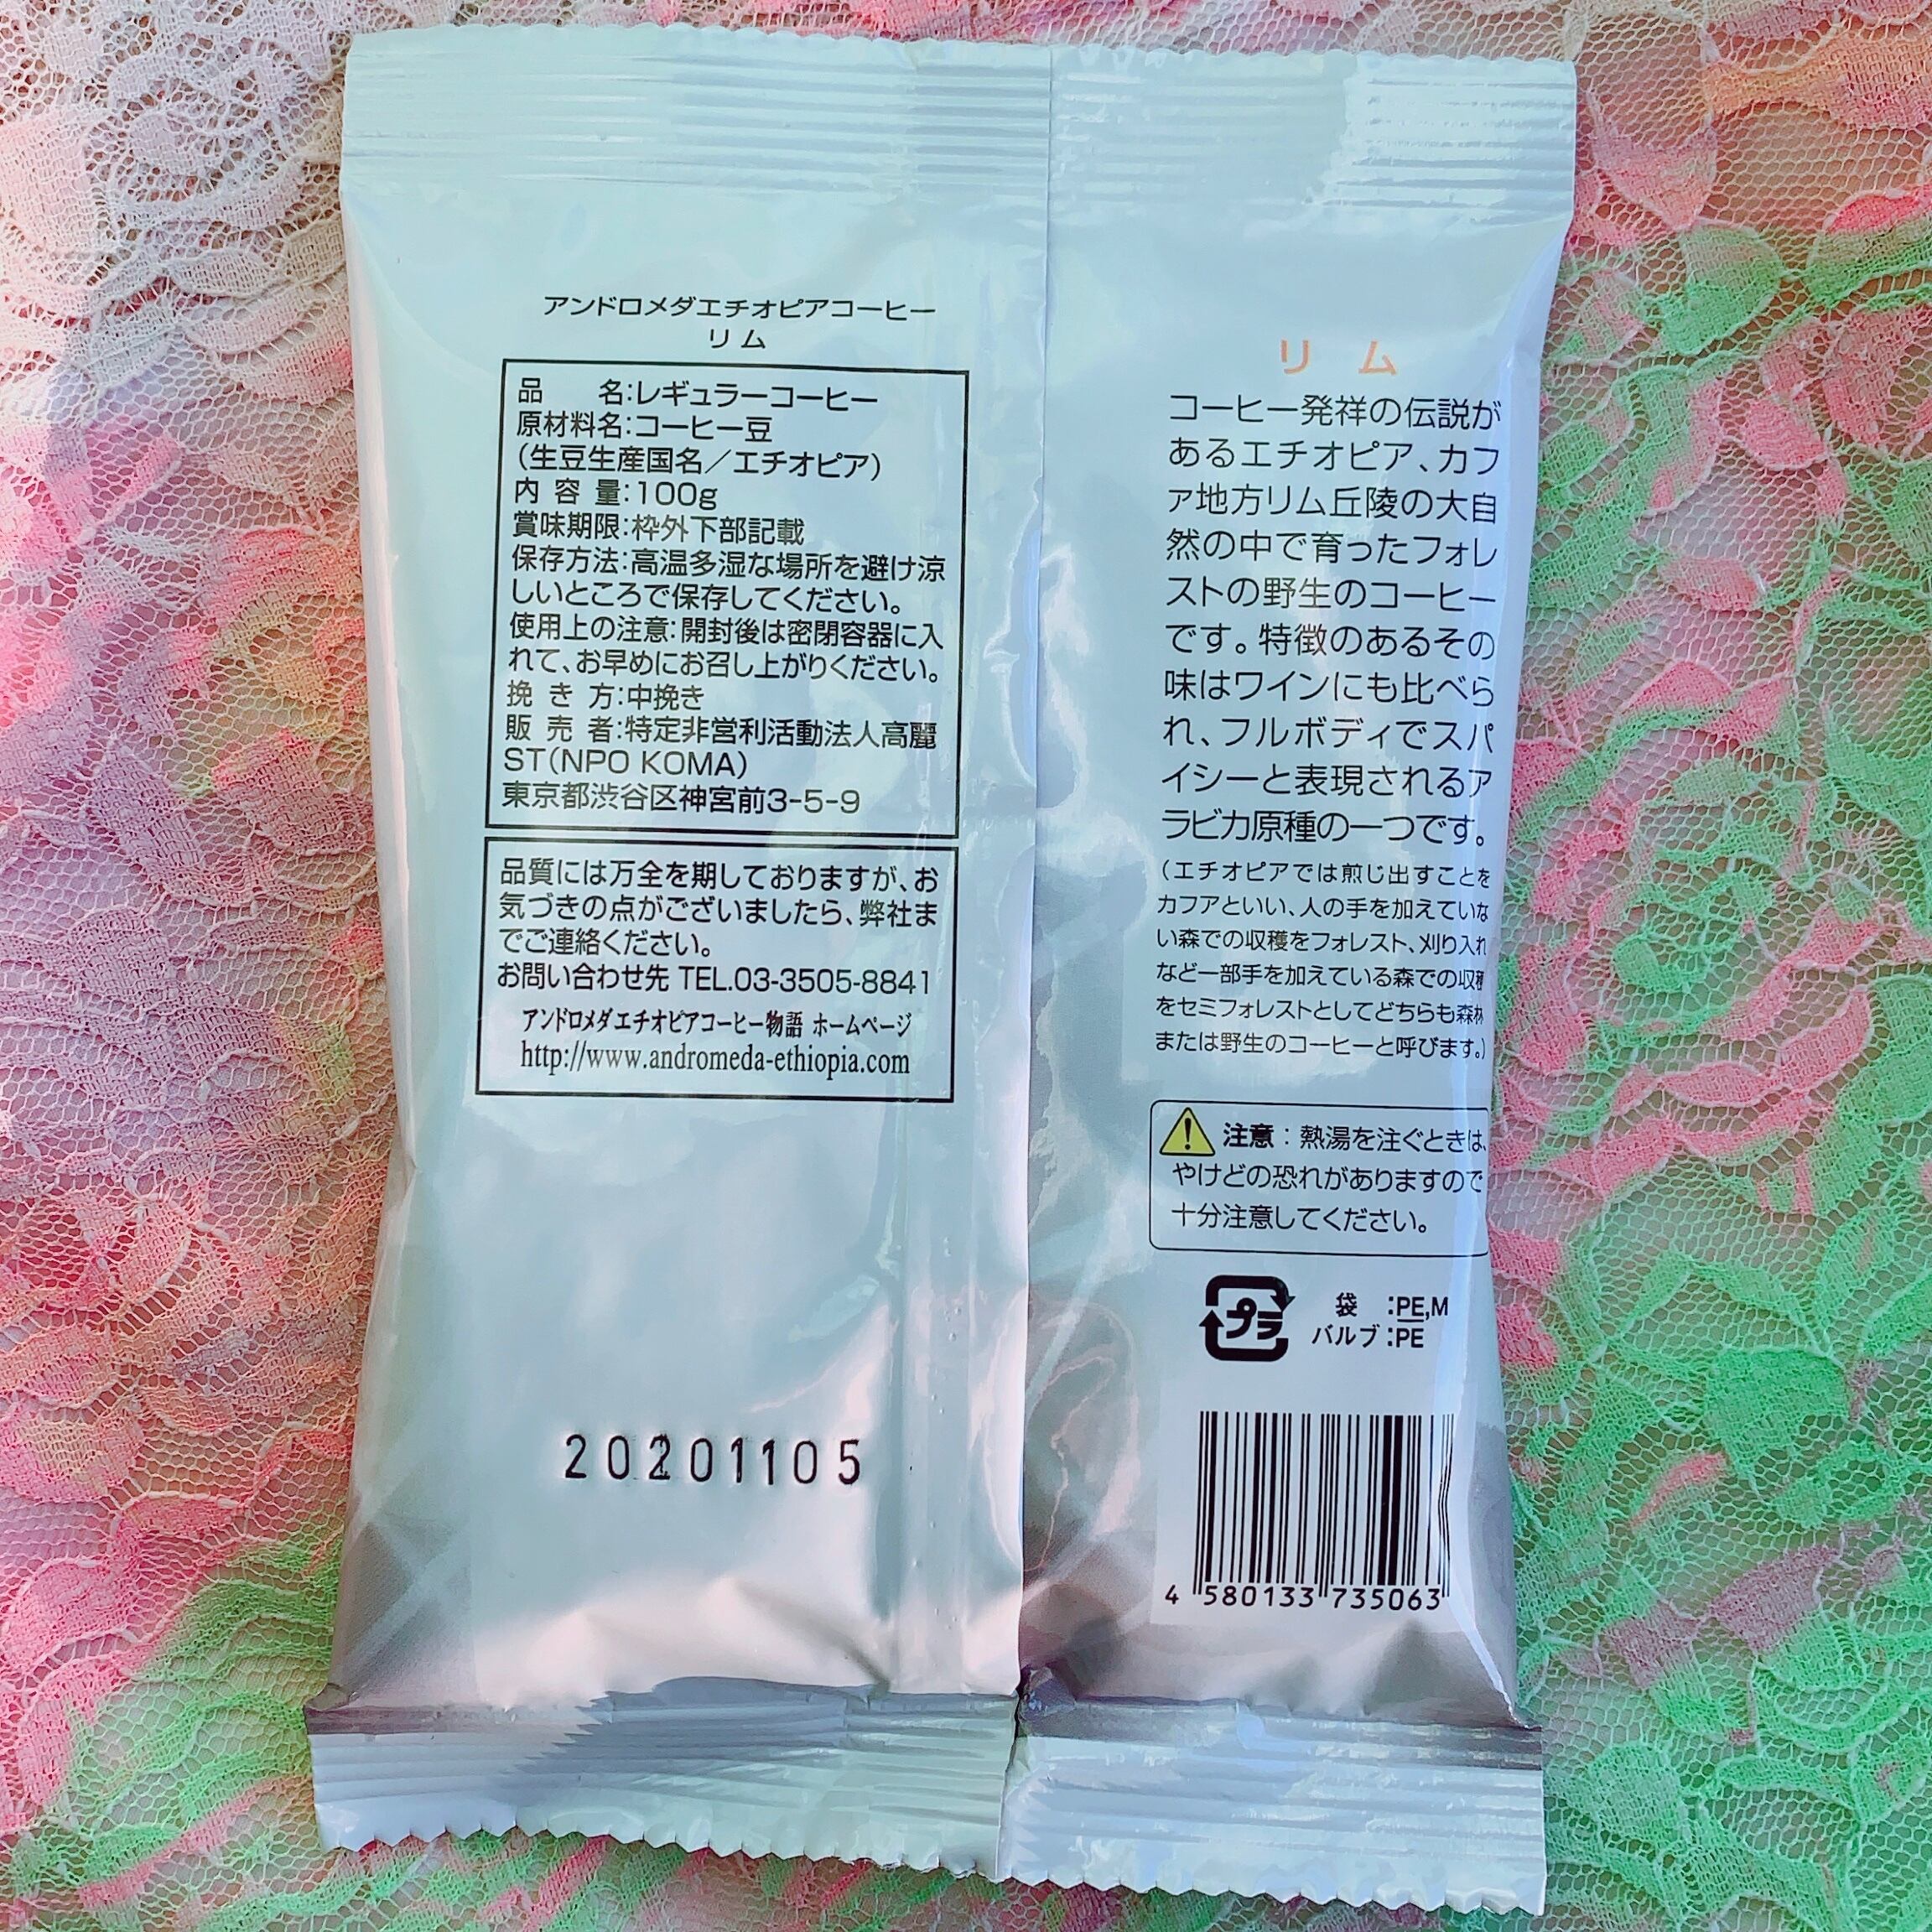 アンドロメダエチオピアコーヒー
リム
品　　名:レギュラーコーヒー
原材料名:コーヒー豆
(生豆生産国名/エチオピア)
内 容 量:100g
賞味期限:枠外下部記載
保存方法:高温多湿な場所を避け涼
しいところで保存してください。
使用上の注意:開封後は密閉容器に入
れて、お早めにお召し上がりください。
挽 き 方:中挽き
販 売 者:特定非営利活動法人高麗
ST(NPO KOMA)
東京都渋谷区神宮前3-5-9
品質には万全を期しておりますが、お
気づきの点がございましたら、弊社ま
でご連絡ください。
お問い合わせ先 TEL.03-3505-8841
アンドロメダエチオピアコーヒー物語 ホームページ
http://www.andromeda-ethiopia.com
20201105
リ ム
コーヒー発祥の伝説が
あるエチオピア、カフ
ァ地方リム丘陵の大自
然の中で育ったフォレ
ストの野生のコーヒー
です。特徴のあるその
味はワインにも比べら
れ、フルボディでスパ
イシーと表現されるア
ラビカ原種の一つです。
(エチオピアでは煎じ出すことを
カファといい、人の手を加えていな
い森での収穫をフォレスト、刈り入れ
など一部手を加えている森での収穫
をセミフォレストとしてどちらも森林
または野生のコーヒーと呼びます。)
注意:熱湯を注ぐときは、
やけどの恐れがありますので
十分注意してください。
プラ
袋 :PE,M
バルブ:PE
4 580133 735063